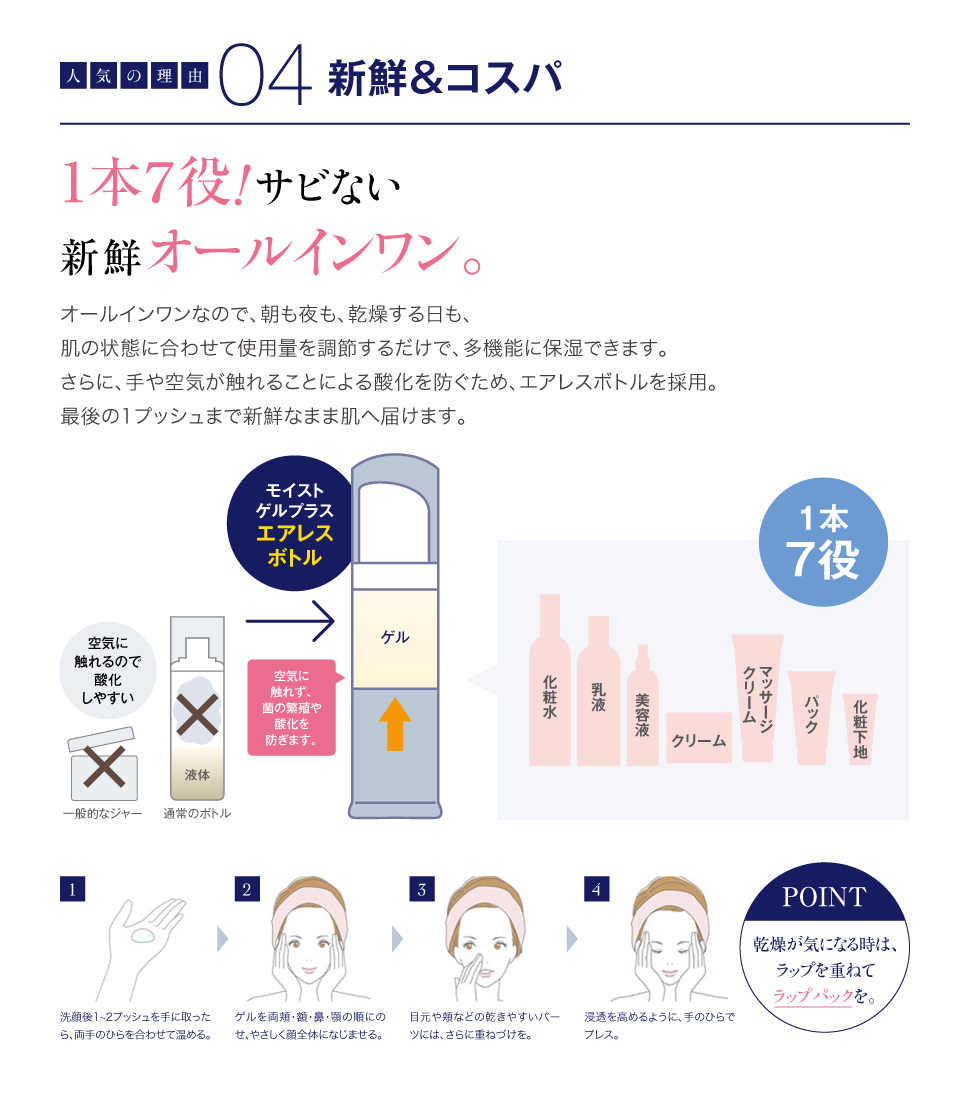 人気の理由 04 新鮮&コスパ
1本7役!サビない
新鮮オールインワン。
オールインワンなので、朝も夜も、乾燥する日も、
肌の状態に合わせて使用量を調節するだけで、多機能に保湿できます。
さらに、手や空気が触れることによる酸化を防ぐため、エアレスボトルを採用。
最後の1プッシュまで新鮮なまま肌へ届けます。
モイスト
ゲルプラス
エアレス
ボトル
空気に
触れるので
酸化
しやすい
一般的なジャー
液体
通常のボトル
空気に
触れず、
菌の繁殖や
酸化を
防ぎます。
ゲル
1本
7役
化粧水
乳液
美容液
クリーム
マッサージ
クリーム
パック
化粧下地
1
洗顔後1~2プッシュを手に取った
ら、両手のひらを合わせて温める。
2
ゲルを両頬・額・鼻・顎の順にの
せ、やさしく顔全体になじませる。
3
目元や頬などの乾きやすいパー
ツには、さらに重ねづけを。
4
浸透を高めるように、手のひらで
プレス。
POINT
乾燥が気になる時は、
ラップを重ねて
ラップパックを。